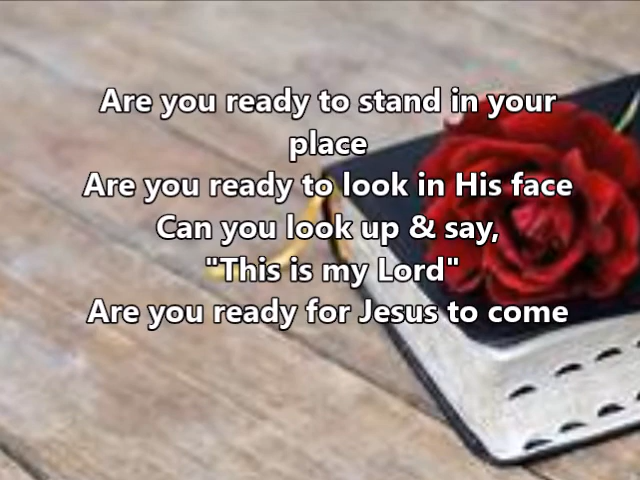 Are you ready to stand in your
place
Are you ready to look in His face
Can you look up & say,
"This is my Lord"
Are you ready for Jesus to come